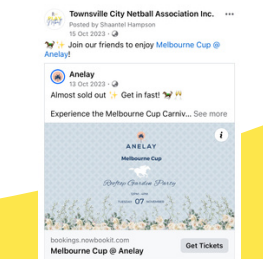 Townsville City Netball Association Inc.
Posted by Shaantel Hampson
15 Oct 2023
Join our friends to enjoy Melbourne Cup @
Anelay!
Anelay
13 Oct 2023
Almost sold out ✨ Get in fast! 🐎🥂
Experience the Melbourne Cup Carniv... See more
ANELAY
Melbourne Cup
Rooftop Garden Party
07 NOVEMBER
bookings.nowbookit.com
Melbourne Cup @ Anelay
Get Tickets